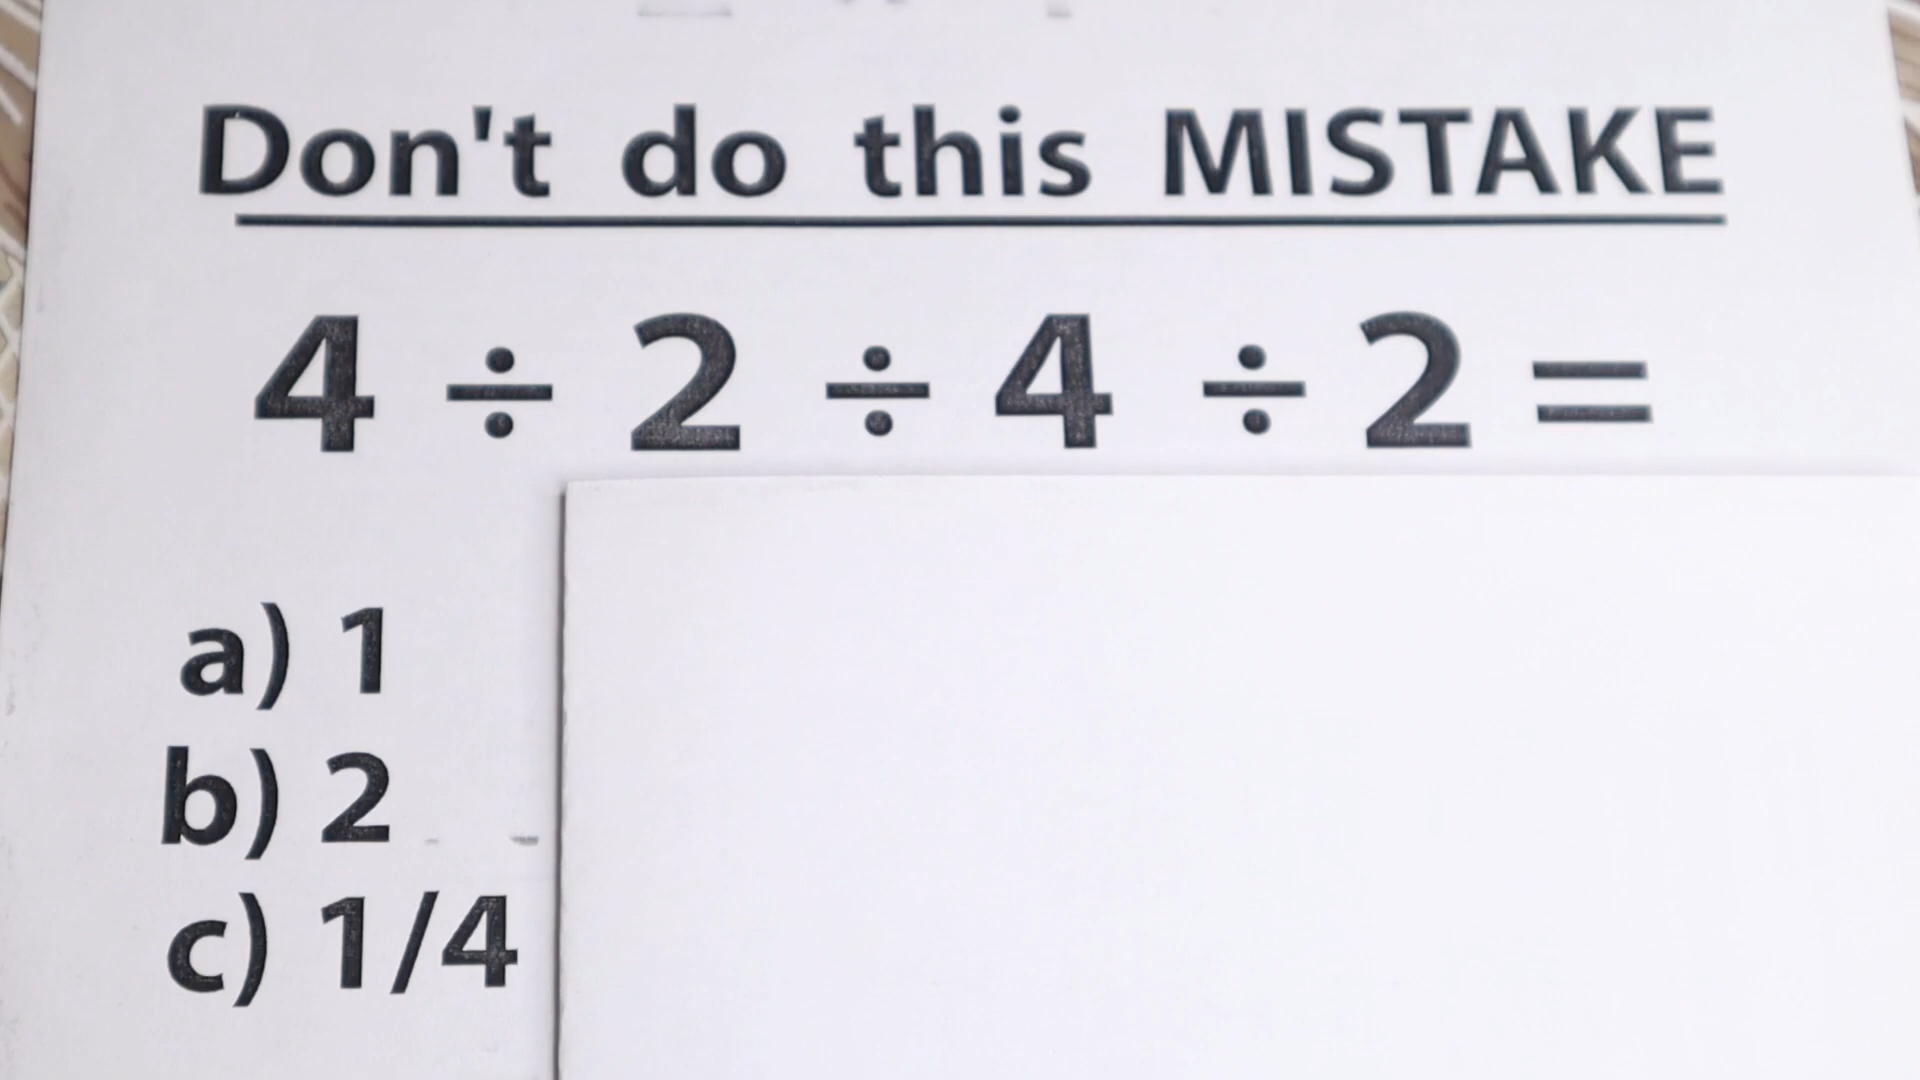 Don't do this MISTAKE
4 ÷ 2 ÷ 4 ÷ 2 =
a) 1
b) 2
c) 1/4